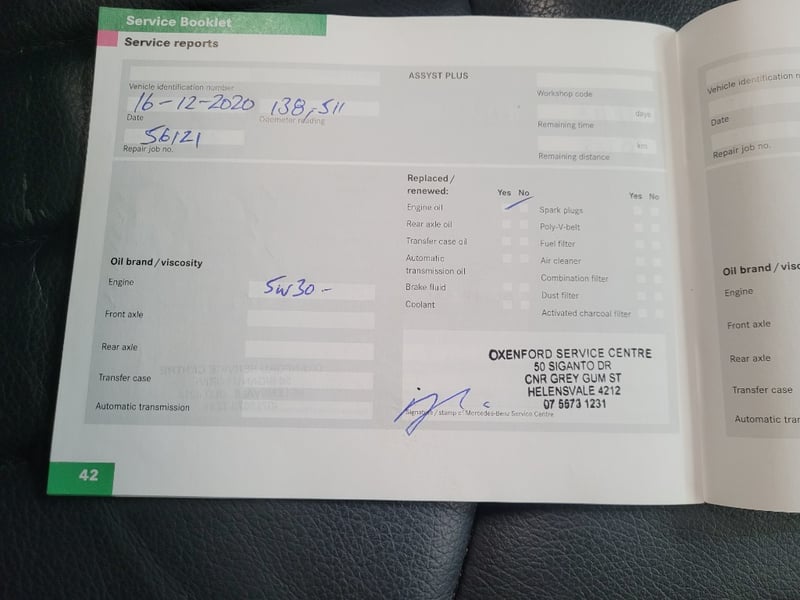 Service Booklet
Service reports
ASSYST PLUS
Vehicle identification number
Workshop code
16-12-2020 138,511
Date
Odometer reading
days
Remaining time
56121
Repair job no.
km
Remaining distance
Replaced /
renewed:
Yes No
Yes No
Engine oil
Spark plugs
Rear axle oil
Poly-V-belt
Transfer case oil
Fuel filter
Automatic
transmission oil
Air cleaner
Combination filter
Brake fluid
Dust filter
Coolant
Activated charcoal filter
Oil brand / viscosity
Engine
5W30-
Front axle
Rear axle
Transfer case
Automatic transmission
OXENFORD SERVICE CENTRE
50 SIGANTO DR
CNR GREY GUM ST
HELENSVALE 4212
07 5573 1231
Signature / stamp of Mercedes-Benz Service Centre
42
Vehicle identification
Date
Repair job no.
Oil brand /
Engine
Front axle
Rear axle
Transfer case
Automatic